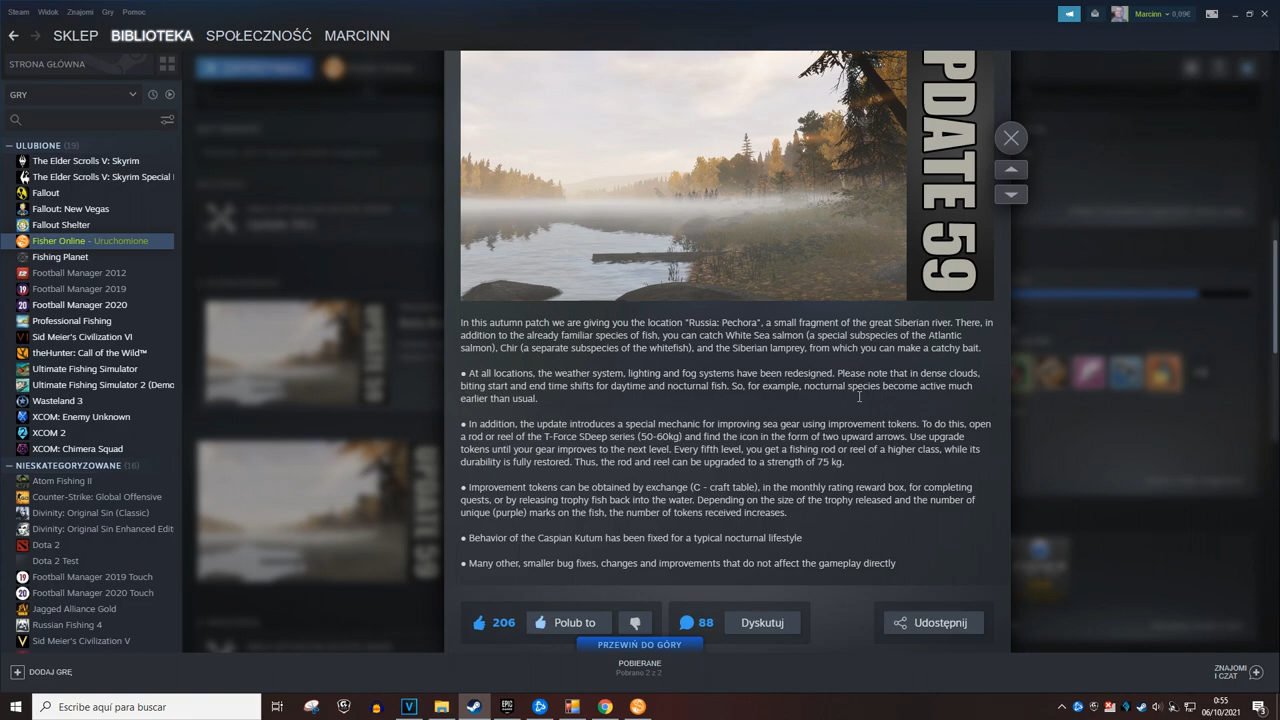 Steam Widok Znajomi Gry Pomoc
Marcinn 0,09€
SKLEP BIBLIOTEKA SPOŁECZNOŚĆ MARCINN
STRONA GŁÓWNA
GRY
ULUBIONE (19)
The Elder Scrolls V: Skyrim
The Elder Scrolls V: Skyrim Special
Fallout
Fallout: New Vegas
Fallout Shelter
Fisher Online - Uruchomione
Fishing Planet
Football Manager 2012
Football Manager 2019
Football Manager 2020
Professional Fishing
Sid Meier's Civilization VI
theHunter: Call of the Wild™
Ultimate Fishing Simulator
Ultimate Fishing Simulator 2 (Demo
Wasteland 3
XCOM: Enemy Unknown
XCOM 2
XCOM: Chimera Squad
NIESKATEGORYZOWANE (16)
Atom Fishing II
Counter-Strike: Global Offensive
Divinity: Original Sin (Classic)
Divinity: Original Sin Enhanced Edit
Dota 2
Dota 2 Test
Football Manager 2019 Touch
Football Manager 2020 Touch
Jagged Alliance Gold
Russian Fishing 4
Sid Meier's Civilization V
DODAJ GRĘ
PDATE 59
In this autumn patch we are giving you the location "Russia: Pechora", a small fragment of the great Siberian river. There, in
addition to the already familiar species of fish, you can catch White Sea salmon (a special subspecies of the Atlantic
salmon), Chir (a separate subspecies of the whitefish), and the Siberian lamprey, from which you can make a catchy bait.
● At all locations, the weather system, lighting and fog systems have been redesigned. Please note that in dense clouds,
biting start and end time shifts for daytime and nocturnal fish. So, for example, nocturnal species become active much
earlier than usual.
● In addition, the update introduces a special mechanic for improving sea gear using improvement tokens. To do this, open
a rod or reel of the T-Force SDeep series (50-60kg) and find the icon in the form of two upward arrows. Use upgrade
tokens until your gear improves to the next level. Every fifth level, you get a fishing rod or reel of a higher class, while its
durability is fully restored. Thus, the rod and reel can be upgraded to a strength of 75 kg.
● Improvement tokens can be obtained by exchange (C - craft table), in the monthly rating reward box, for completing
quests, or by releasing trophy fish back into the water. Depending on the size of the trophy released and the number of
unique (purple) marks on the fish, the number of tokens received increases.
● Behavior of the Caspian Kutum has been fixed for a typical nocturnal lifestyle
● Many other, smaller bug fixes, changes and improvements that do not affect the gameplay directly
206 Polub to 88 Dyskutuj Udostępnij
PRZEWIŃ DO GÓRY
POBIERANE
Pobrano 2 z 2
ZNAJOMI
I CZAT
Escribe aquí para buscar
0:55
06/10/2021